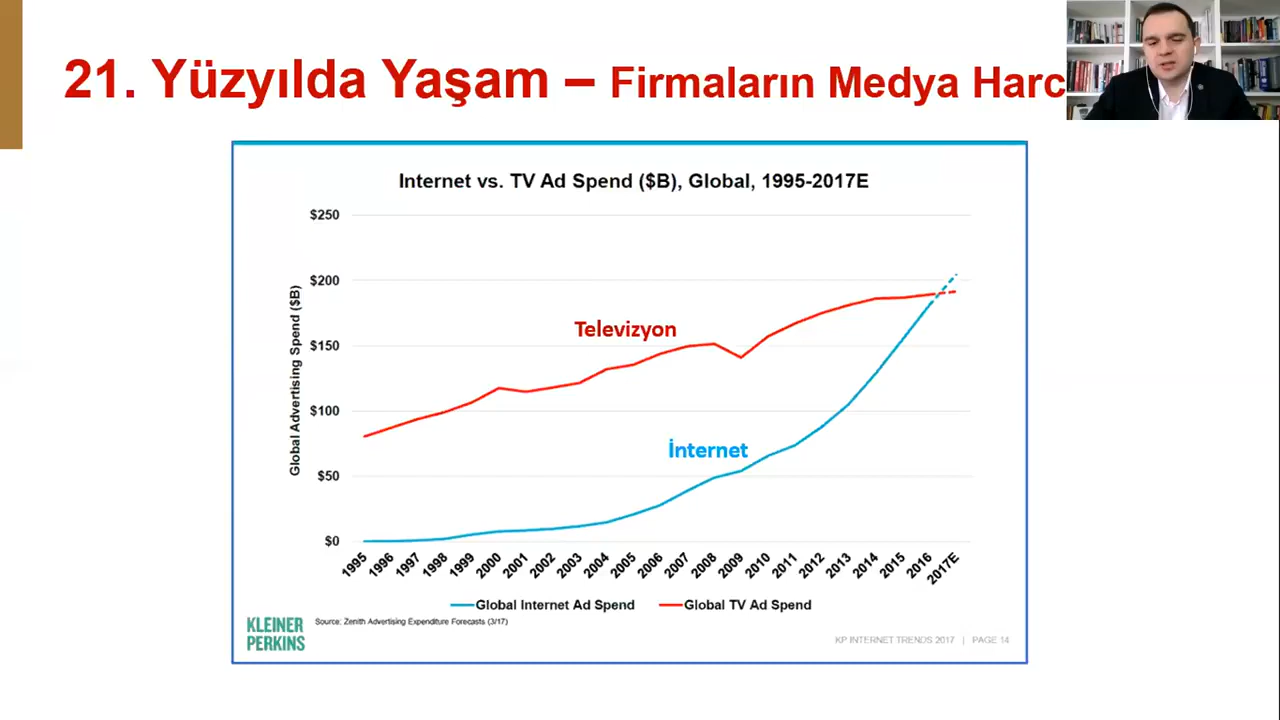 21. Yüzyılda Yaşam – Firmaların Medya Harc
Internet vs. TV Ad Spend ($B), Global, 1995-2017E
Global Advertising Spend ($B)
$250
$200
$150
$100
$50
$0
Televizyon
İnternet
1995 1996 1997 1998 1999 2000 2001 2002 2003 2004 2005 2006 2007 2008 2009 2010 2011 2012 2013 2014 2015 2016 2017E
Global Internet Ad Spend Global TV Ad Spend
KLEINER
PERKINS
Source: Zenith Advertising Expenditure Forecasts (3/17)
KP INTERNET TRENDS 2017 | PAGE 14